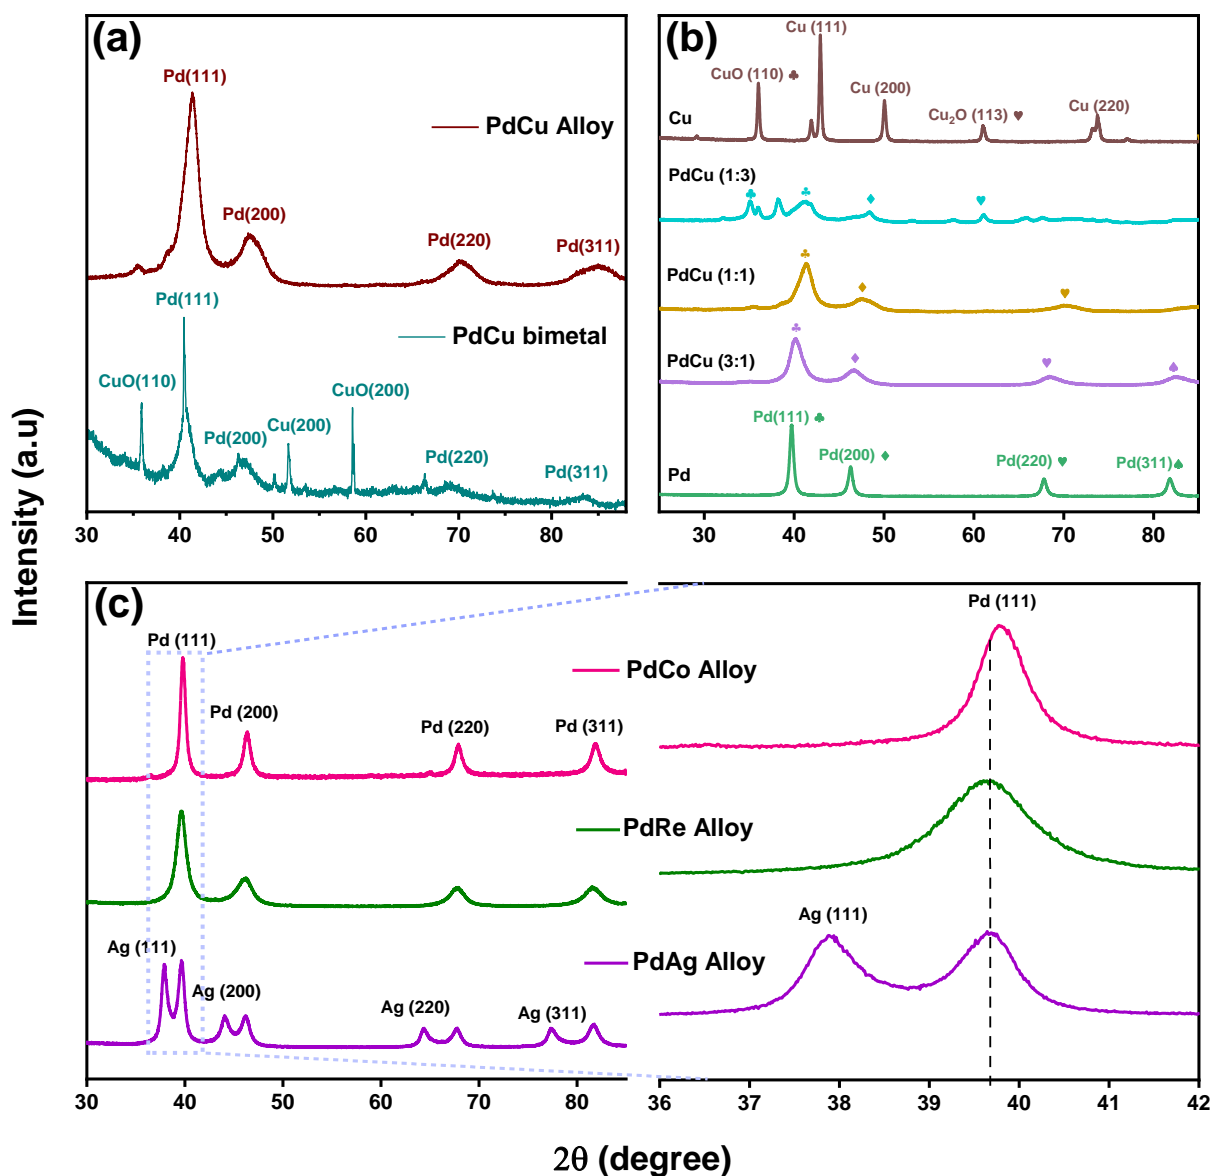 (a)
Pd(111)
PdCu Alloy
Pd(200)
Pd(220)
Pd(311)
Pd(111)
PdCu bimetal
CuO(110)
CuO(200)
Pd(200)
Cu(200)
Pd(220)
Pd(311)
30 40 50 60 70 80
(b)
Cu (111)
CuO (110) ♣
Cu (200)
Cu₂O (113) ♥
Cu (220)
Cu
PdCu (1:3)
♣ ♣ ♦ ♥
PdCu (1:1)
♣ ♦ ♥
PdCu (3:1)
♣ ♦ ♥ ♠
Pd(111) ♣
Pd(200) ♦
Pd(220) ♥
Pd(311)♠
Pd
30 40 50 60 70 80
Intensity (a.u)
(c)
Pd (111)
Pd (200)
Pd (220)
Pd (311)
PdCo Alloy
PdRe Alloy
Ag (111)
Ag (200)
Ag (220)
Ag (311)
PdAg Alloy
30 40 50 60 70 80
Pd (111)
Ag (111)
36 37 38 39 40 41 42
2θ (degree)